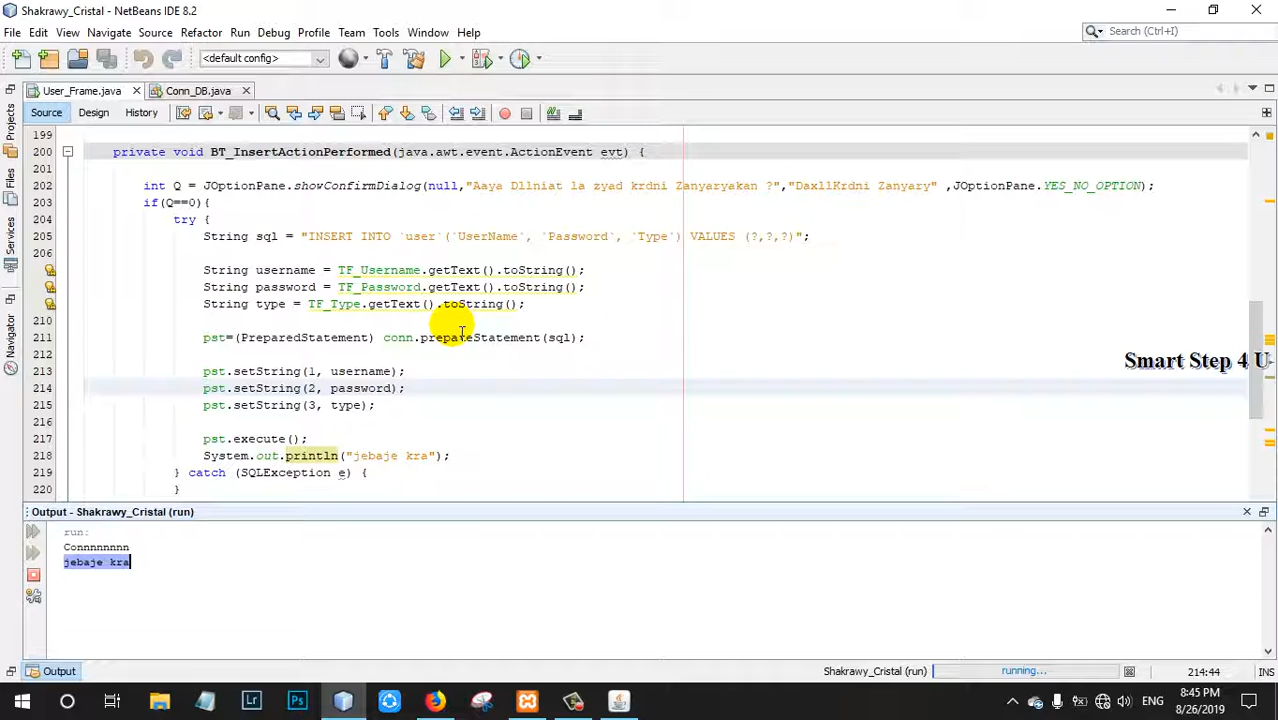 Shakrawy_Cristal - NetBeans IDE 8.2
File Edit View Navigate Source Refactor Run Debug Profile Team Tools Window Help
Search (Ctrl+I)
<default config>
User_Frame.java Conn_DB.java
Source Design History
Projects
Files
Services
Navigator
199
200 private void BT_InsertActionPerformed(java.awt.event.ActionEvent evt) {
201
202 int Q = JOptionPane.showConfirmDialog(null,"Aaya Dllniat la zyad krdni Zanyaryakan ?","DaxllKrdni Zanyary" ,JOptionPane.YES_NO_OPTION);
203 if(Q==0){
204 try {
205 String sql = "INSERT INTO `user`(`UserName`, `Password`, `Type`) VALUES (?,?,?)";
206
String username = TF_Username.getText().toString();
String password = TF_Password.getText().toString();
String type = TF_Type.getText().toString();
210
211 pst=(PreparedStatement) conn.prepareStatement(sql);
212
213 pst.setString(1, username);
214 pst.setString(2, password);
215 pst.setString(3, type);
216
217 pst.execute();
218 System.out.println("jebaje kra");
219 } catch (SQLException e) {
220 }
Smart Step 4 U
Output - Shakrawy_Cristal (run)
run:
Connnnnnnn
jebaje kra
Output
Shakrawy_Cristal (run) running... 214:44 INS
Lr Ps
ENG
8:45 PM
8/26/2019